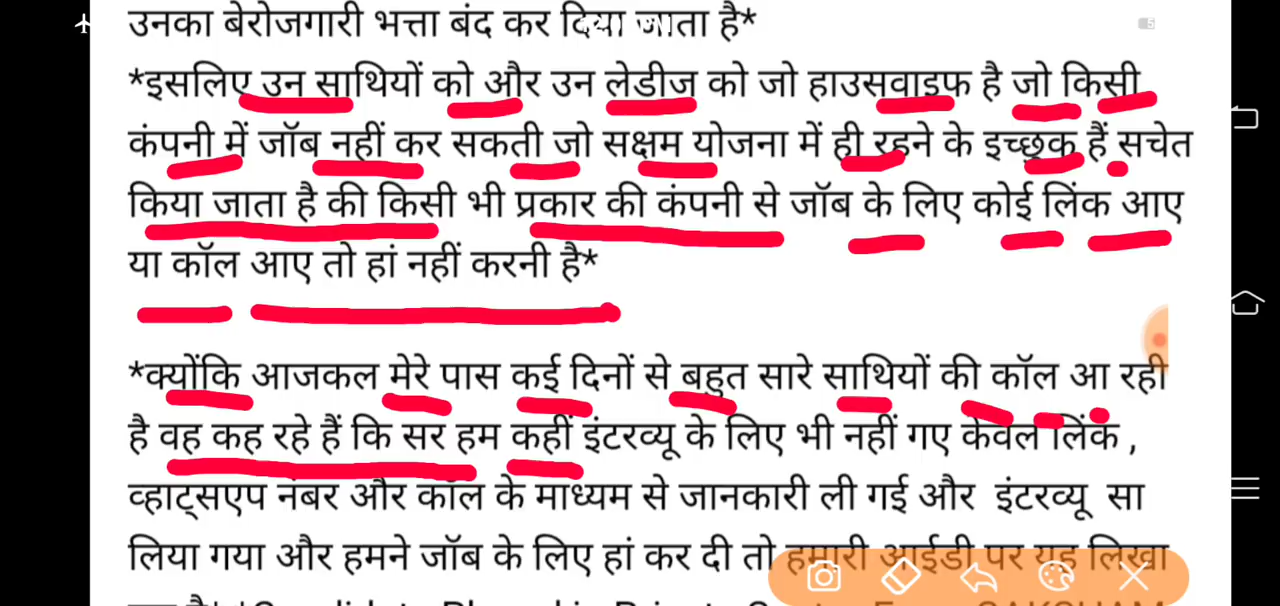 उनका बेरोजगारी भत्ता बंद कर दिया जाता है*
*इसलिए उन साथियों को और उन लेडीज को जो हाउसवाइफ है जो किसी
कंपनी में जॉब नहीं कर सकती जो सक्षम योजना में ही रहने के इच्छुक हैं सचेत
किया जाता है की किसी भी प्रकार की कंपनी से जॉब के लिए कोई लिंक आए
या कॉल आए तो हां नहीं करनी है*
*क्योंकि आजकल मेरे पास कई दिनों से बहुत सारे साथियों की कॉल आ रही
है वह कह रहे हैं कि सर हम कहीं इंटरव्यू के लिए भी नहीं गए केवल लिंक ,
व्हाट्सएप नंबर और कॉल के माध्यम से जानकारी ली गई और इंटरव्यू सा
लिया गया और हमने जॉब के लिए हां कर दी तो हमारी आईडी पर यह लिखा